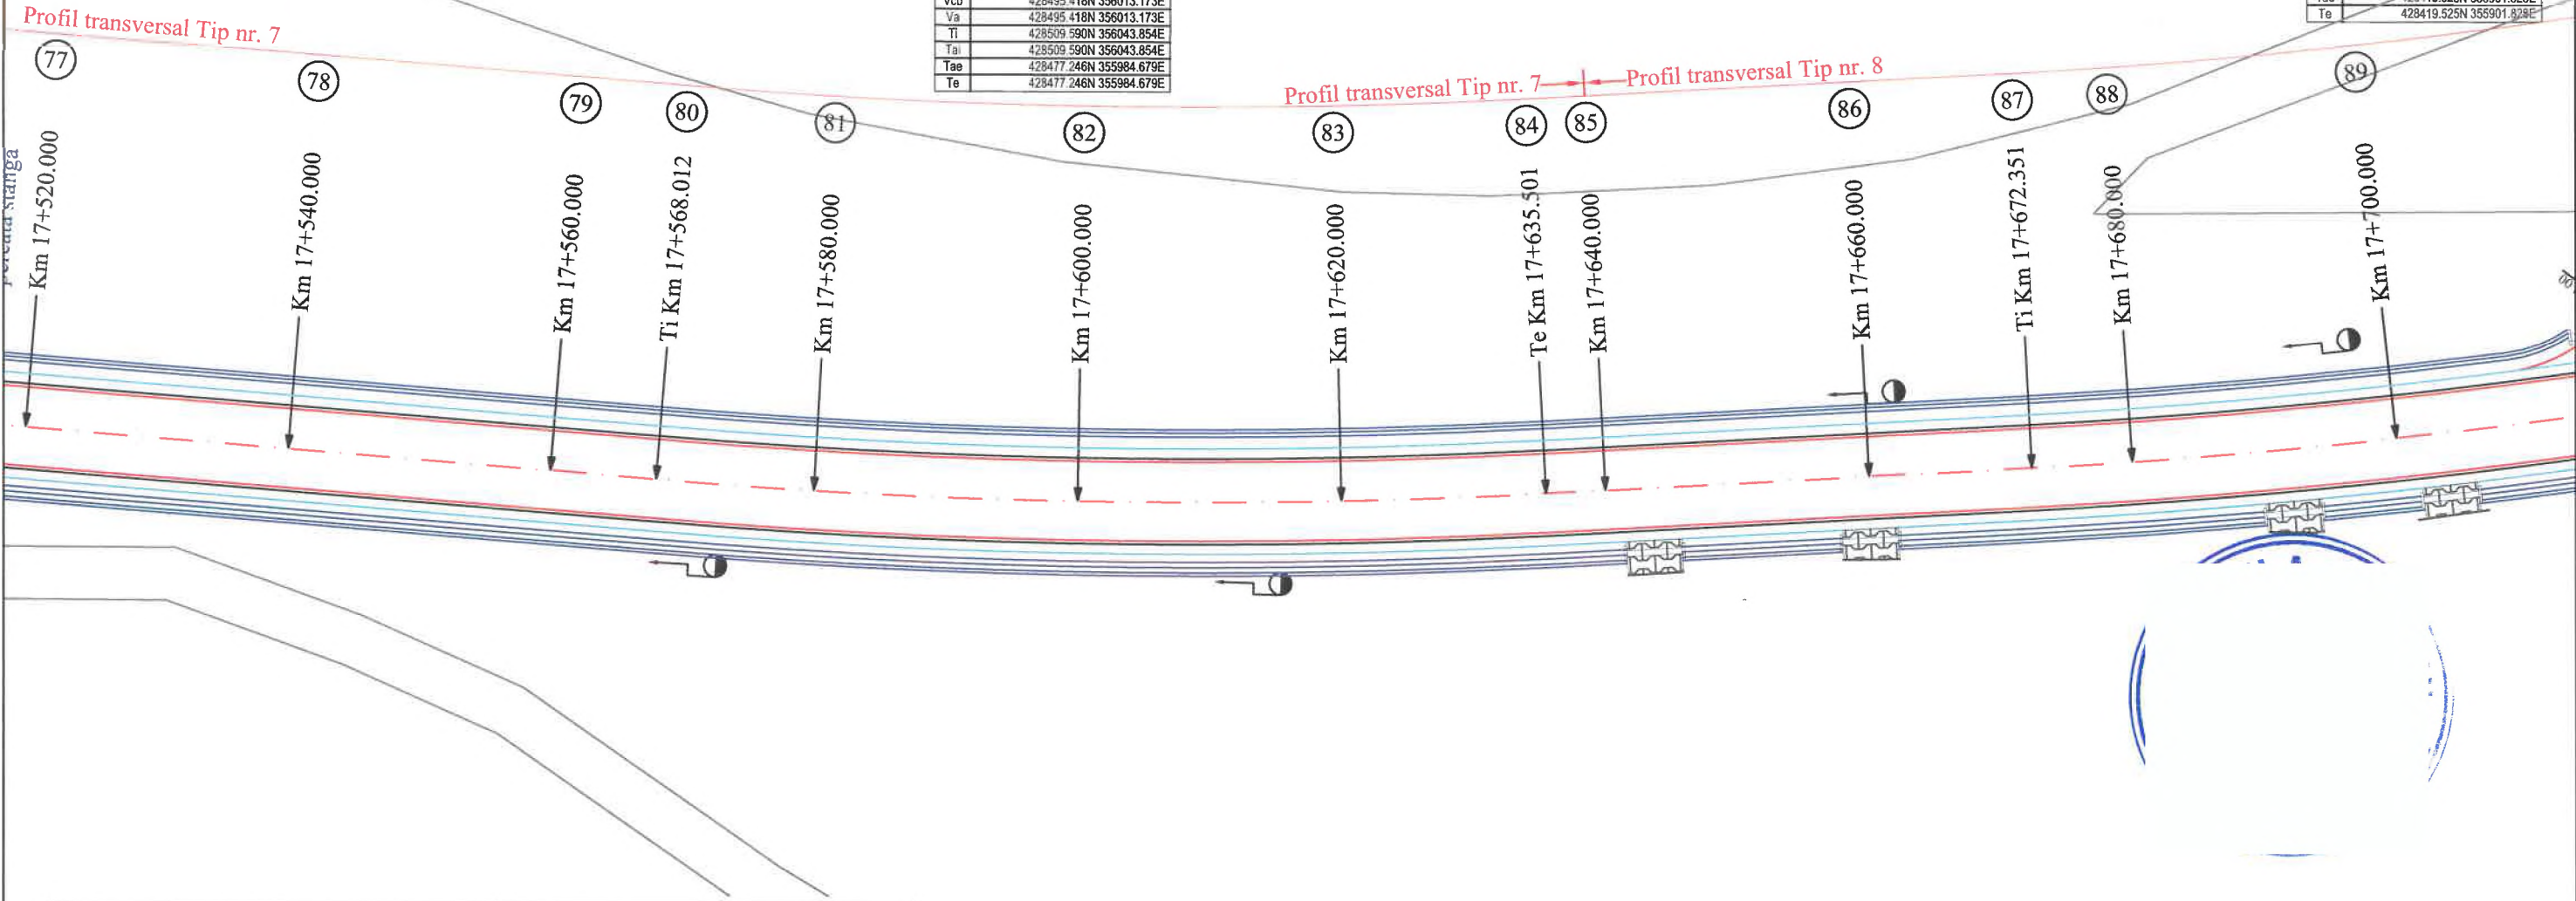 Profil transversal Tip nr. 7
428495.418N 356013.173E
Va 428495.418N 356013.173E
Ti 428509.590N 356043.854E
Tai 428509.590N 356043.854E
Tae 428477.246N 355984.679E
Te 428477.246N 355984.679E
Te 428419.525N 355901.828E
Profil transversal Tip nr. 7
Profil transversal Tip nr. 8
77
78
79
80
81
82
83
84
85
86
87
88
89
stanga
Km 17+520.000
Km 17+540.000
Km 17+560.000
Ti Km 17+568.012
Km 17+580.000
Km 17+600.000
Km 17+620.000
Te Km 17+635.501
Km 17+640.000
Km 17+660.000
Ti Km 17+672.351
Km 17+680.000
Km 17+700.000